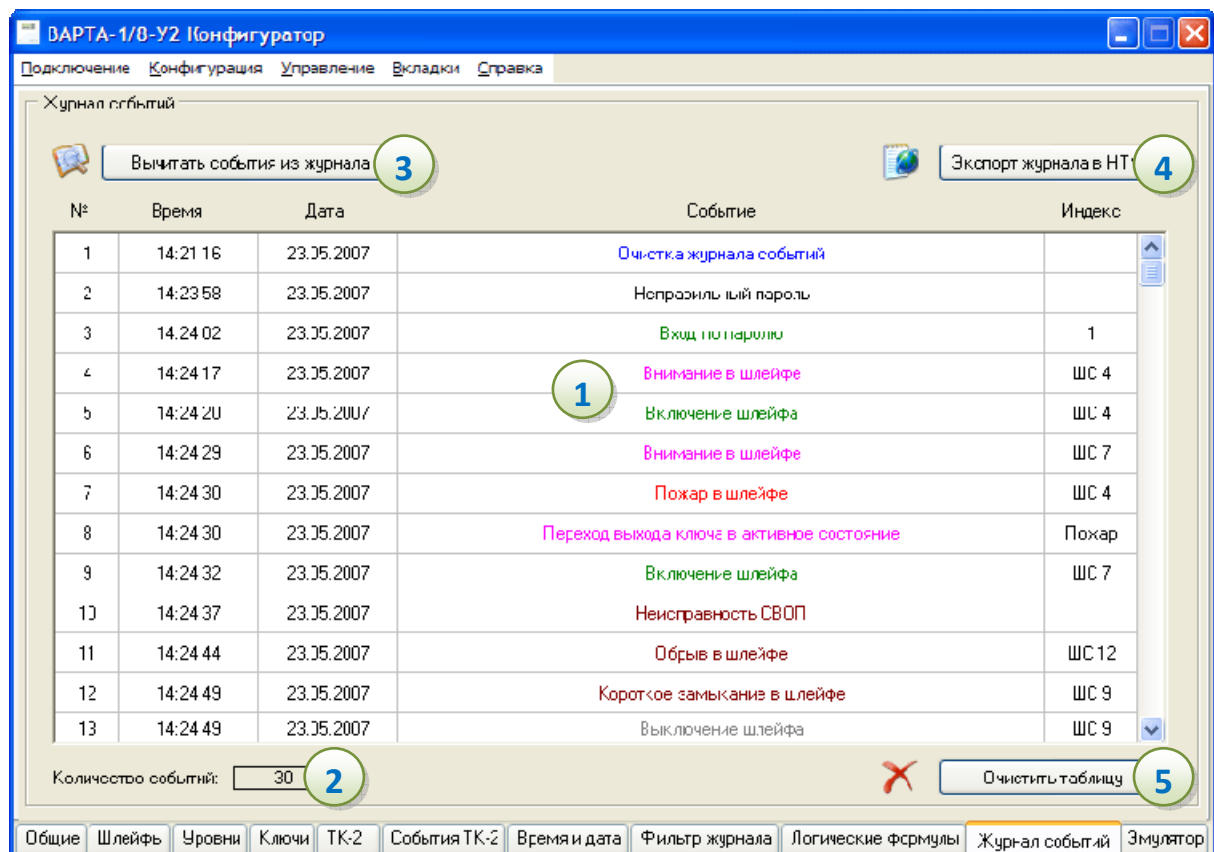 ВАРТА-1/8-У2 Конфигуратор
Подключение Конфигурация Управление Вкладки Справка
Журнал событий
Вычитать события из журнала 3 Экспорт журнала в HT 4
№ Время Дата Событие Индекс
1 14:21:16 23.05.2007 Очистка журнала событий
2 14:23:58 23.05.2007 Неправильный пароль
3 14:24:02 23.05.2007 Вход по паролю 1
4 14:24:17 23.05.2007 Внимание в шлейфе ШС 4
1
5 14:24:20 23.05.2007 Включение шлейфа ШС 4
6 14:24:29 23.05.2007 Внимание в шлейфе ШС 7
7 14:24:30 23.05.2007 Пожар в шлейфе ШС 4
8 14:24:30 23.05.2007 Переход выхода ключа в активное состояние Пожар
9 14:24:32 23.05.2007 Включение шлейфа ШС 7
10 14:24:37 23.05.2007 Неисправность СВОП
11 14:24:44 23.05.2007 Обрыв в шлейфе ШС 12
12 14:24:49 23.05.2007 Короткое замыкание в шлейфе ШС 9
13 14:24:49 23.05.2007 Выключение шлейфа ШС 9
Количество событий: 30 2 Очистить таблицу 5
Общие Шлейфы Уровни Ключи ТК-2 События ТК-2 Время и дата Фильтр журнала Логические формулы Журнал событий Эмулятор